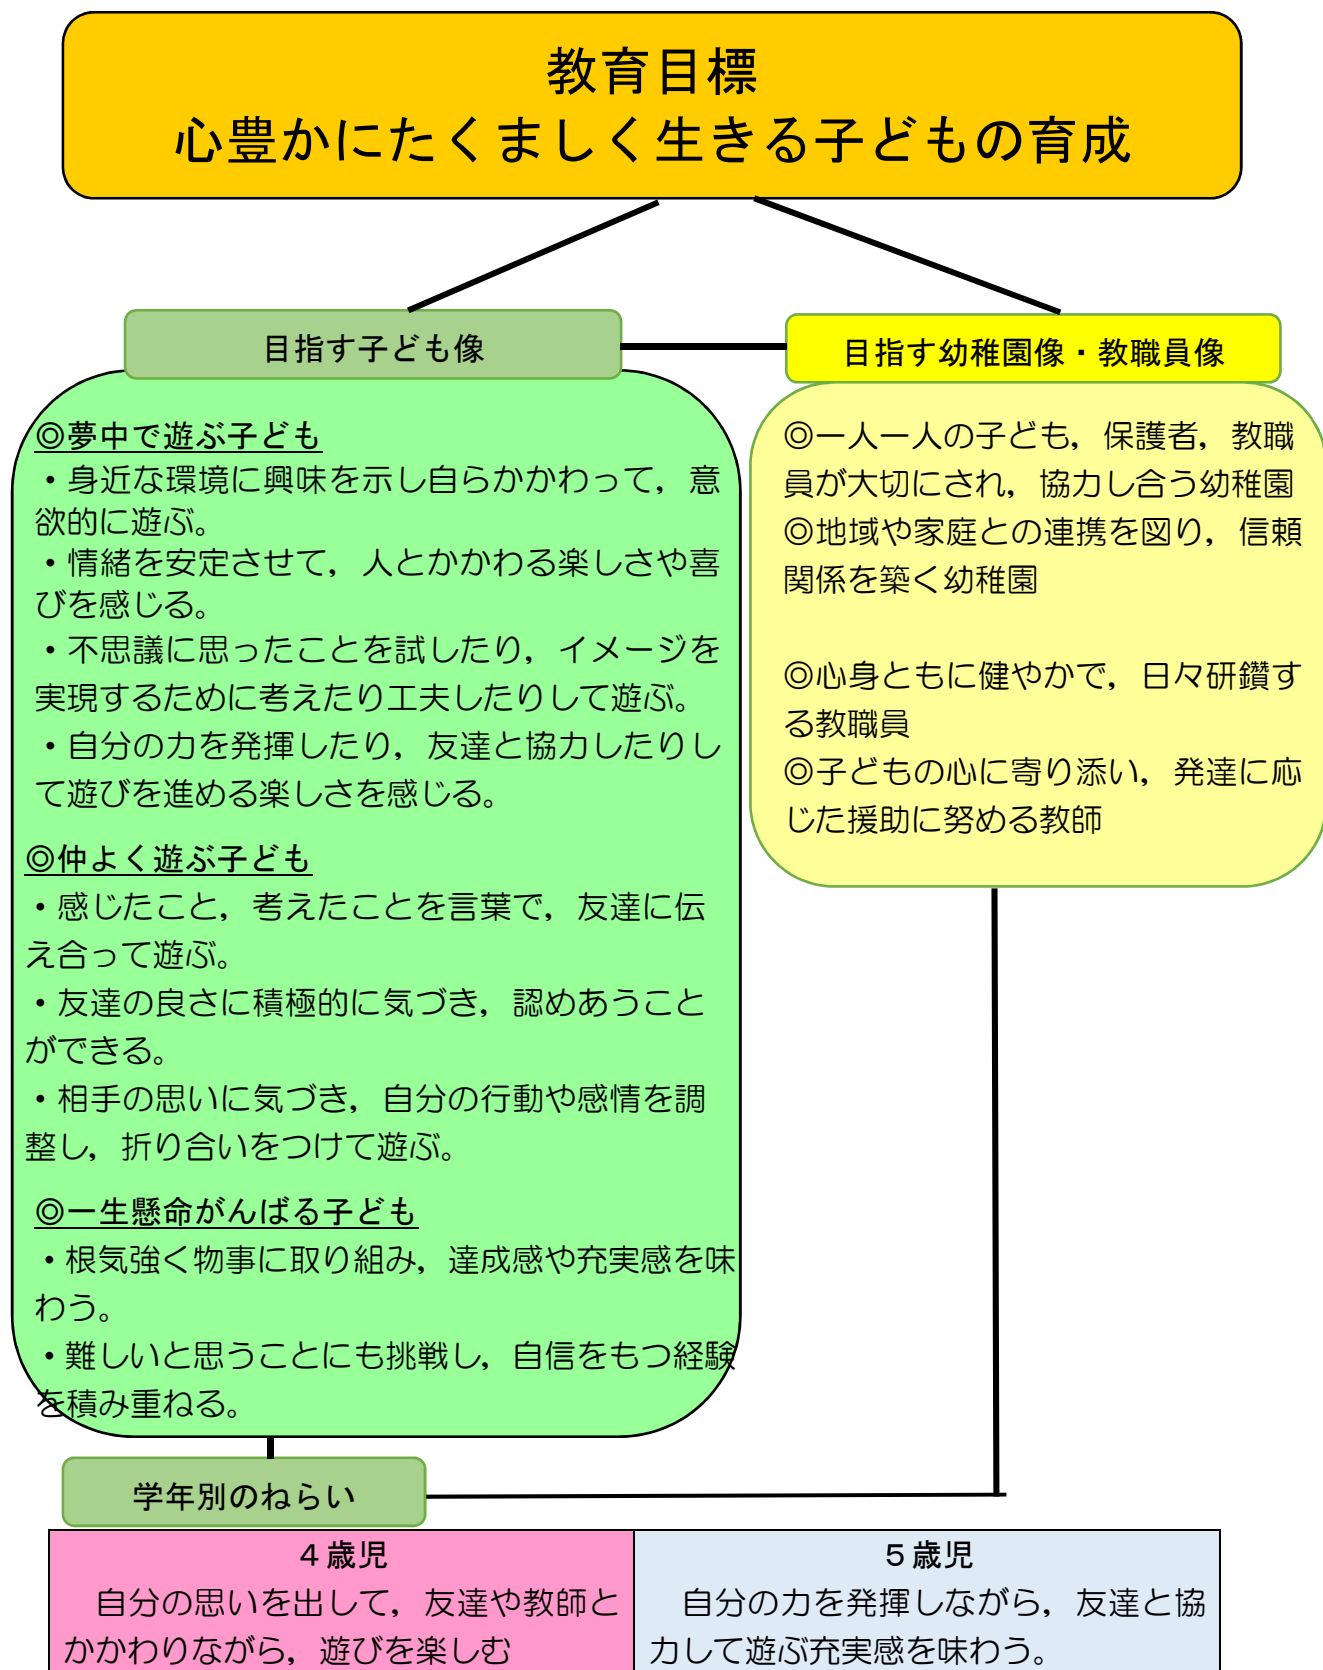 教育目標
心豊かにたくましく生きる子どもの育成
目指す子ども像
◎夢中で遊ぶ子ども
・身近な環境に興味を示し自らかかわって，意
欲的に遊ぶ。
・情緒を安定させて，人とかかわる楽しさや喜
びを感じる。
・不思議に思ったことを試したり，イメージを
実現するために考えたり工夫したりして遊ぶ。
・自分の力を発揮したり，友達と協力したりし
て遊びを進める楽しさを感じる。
◎仲よく遊ぶ子ども
・感じたこと，考えたことを言葉で，友達に伝
え合って遊ぶ。
・友達の良さに積極的に気づき，認めあうこと
ができる。
・相手の思いに気づき，自分の行動や感情を調
整し，折り合いをつけて遊ぶ。
◎一生懸命がんばる子ども
・根気強く物事に取り組み，達成感や充実感を味
わう。
・難しいと思うことにも挑戦し，自信をもつ経験
を積み重ねる。
目指す幼稚園像・教職員像
◎一人一人の子ども，保護者，教職
員が大切にされ，協力し合う幼稚園
◎地域や家庭との連携を図り，信頼
関係を築く幼稚園
◎心身ともに健やかで，日々研鑽す
る教職員
◎子どもの心に寄り添い，発達に応
じた援助に努める教師
学年別のねらい
４歳児
自分の思いを出して，友達や教師と
かかわりながら，遊びを楽しむ
５歳児
自分の力を発揮しながら，友達と協
力して遊ぶ充実感を味わう。